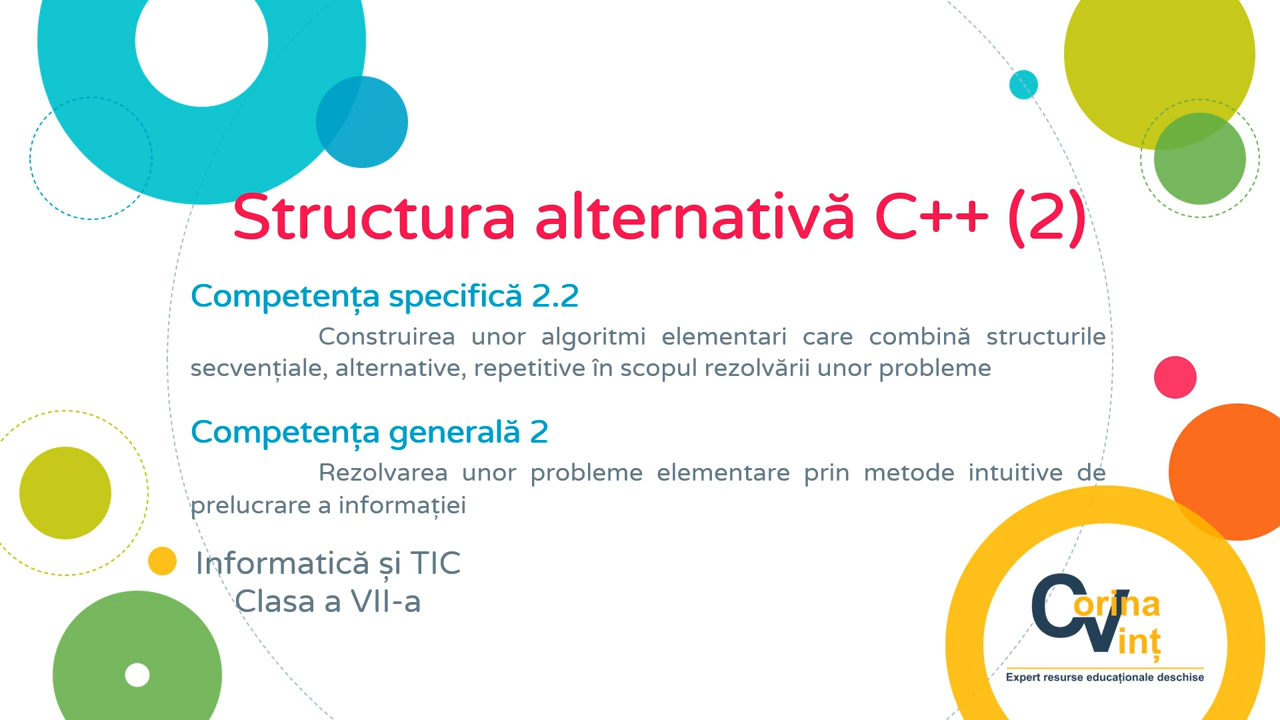 Structura alternativă C++ (2)
Competența specifică 2.2
Construirea unor algoritmi elementari care combină structurile
secvențiale, alternative, repetitive în scopul rezolvării unor probleme
Competența generală 2
Rezolvarea unor probleme elementare prin metode intuitive de
prelucrare a informației
Informatică și TIC
Clasa a VII-a
Corina
Vinț
Expert resurse educaționale deschise